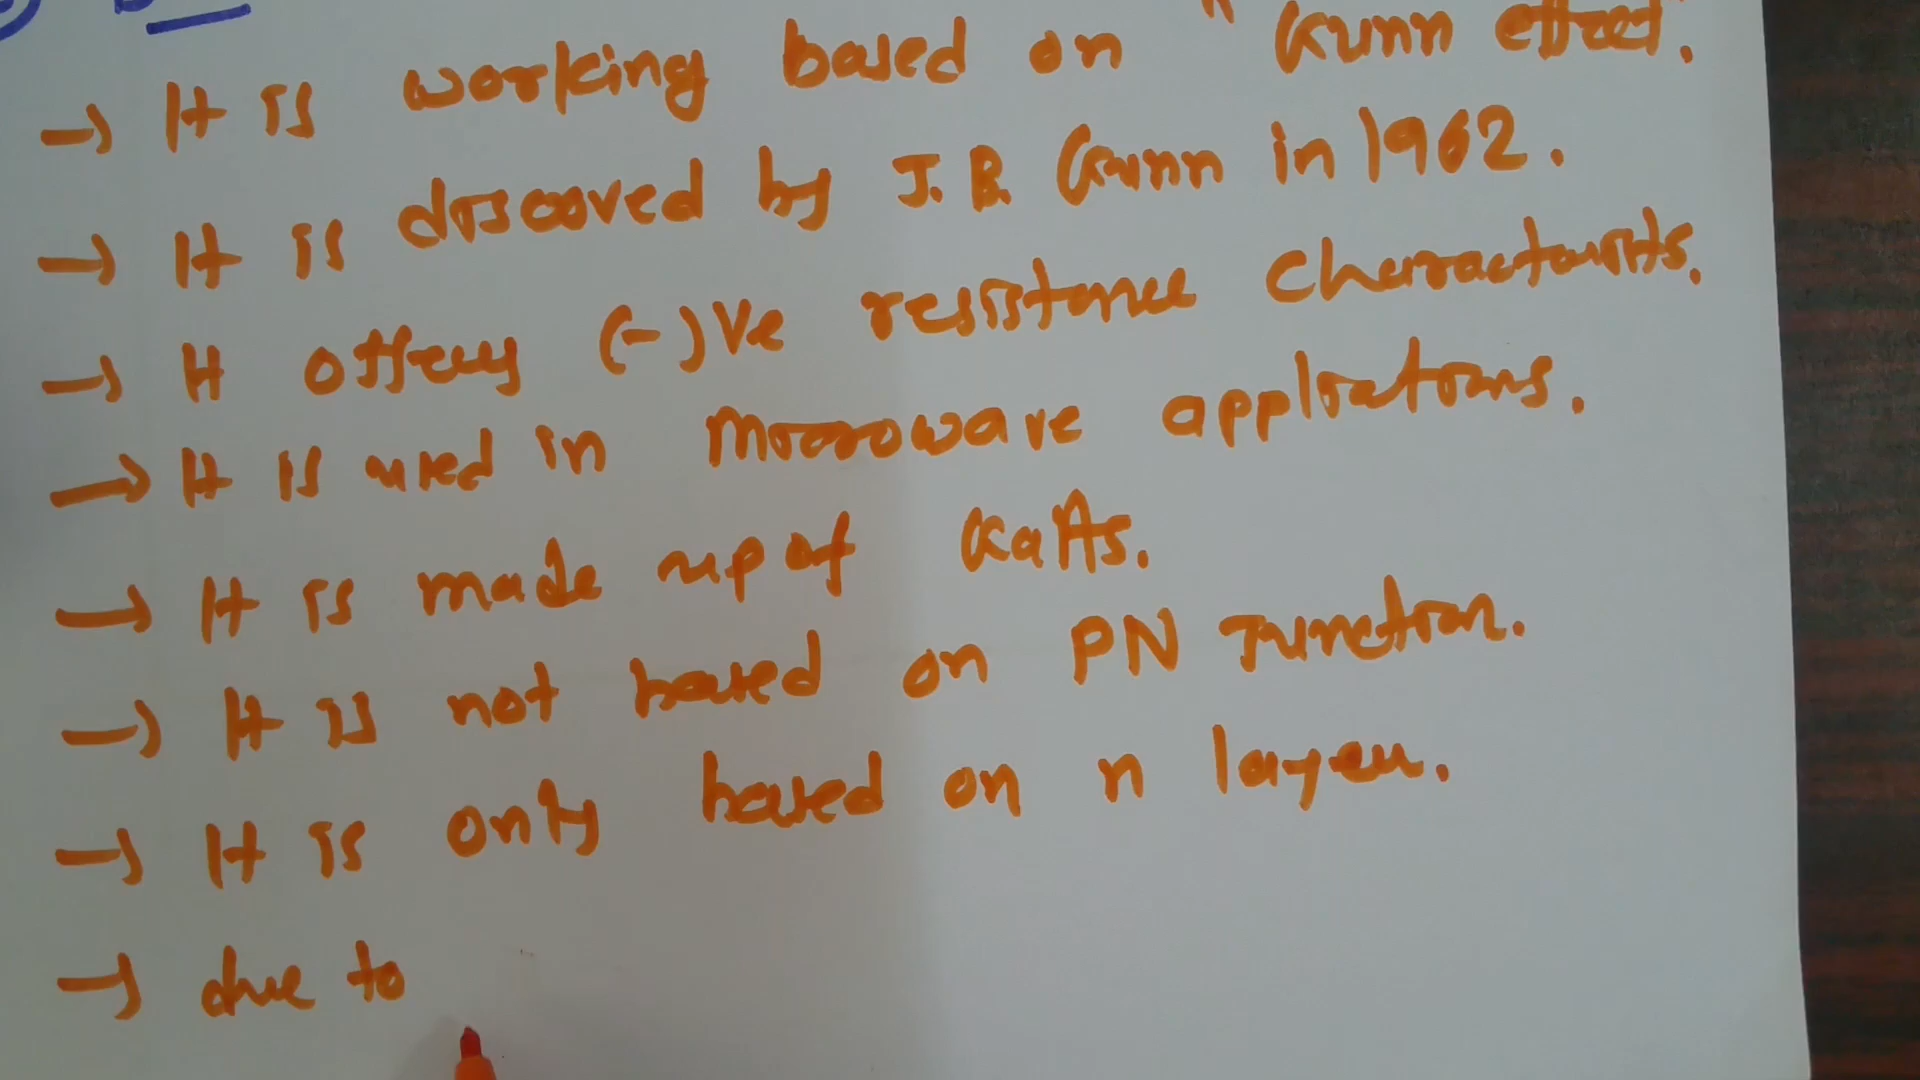 → It is working based on "Gunn effect".
→ It is discoverd by J.B. Gunn in 1962.
→ It offers (-)ve resistance characterists.
→ It is used in Microwave applications.
→ It is made up of GaAs.
→ It is not based on PN Junction.
→ It is only based on n layer.
→ due to